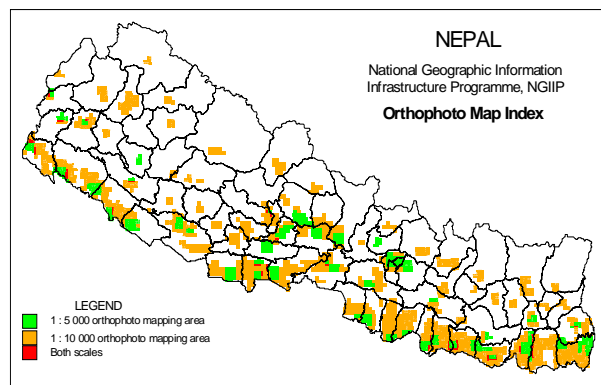 NEPAL
National Geographic Information
Infrastructure Programme, NGIIP
Orthophoto Map Index
LEGEND
1 : 5 000 orthophoto mapping area
1 : 10 000 orthophoto mapping area
Both scales